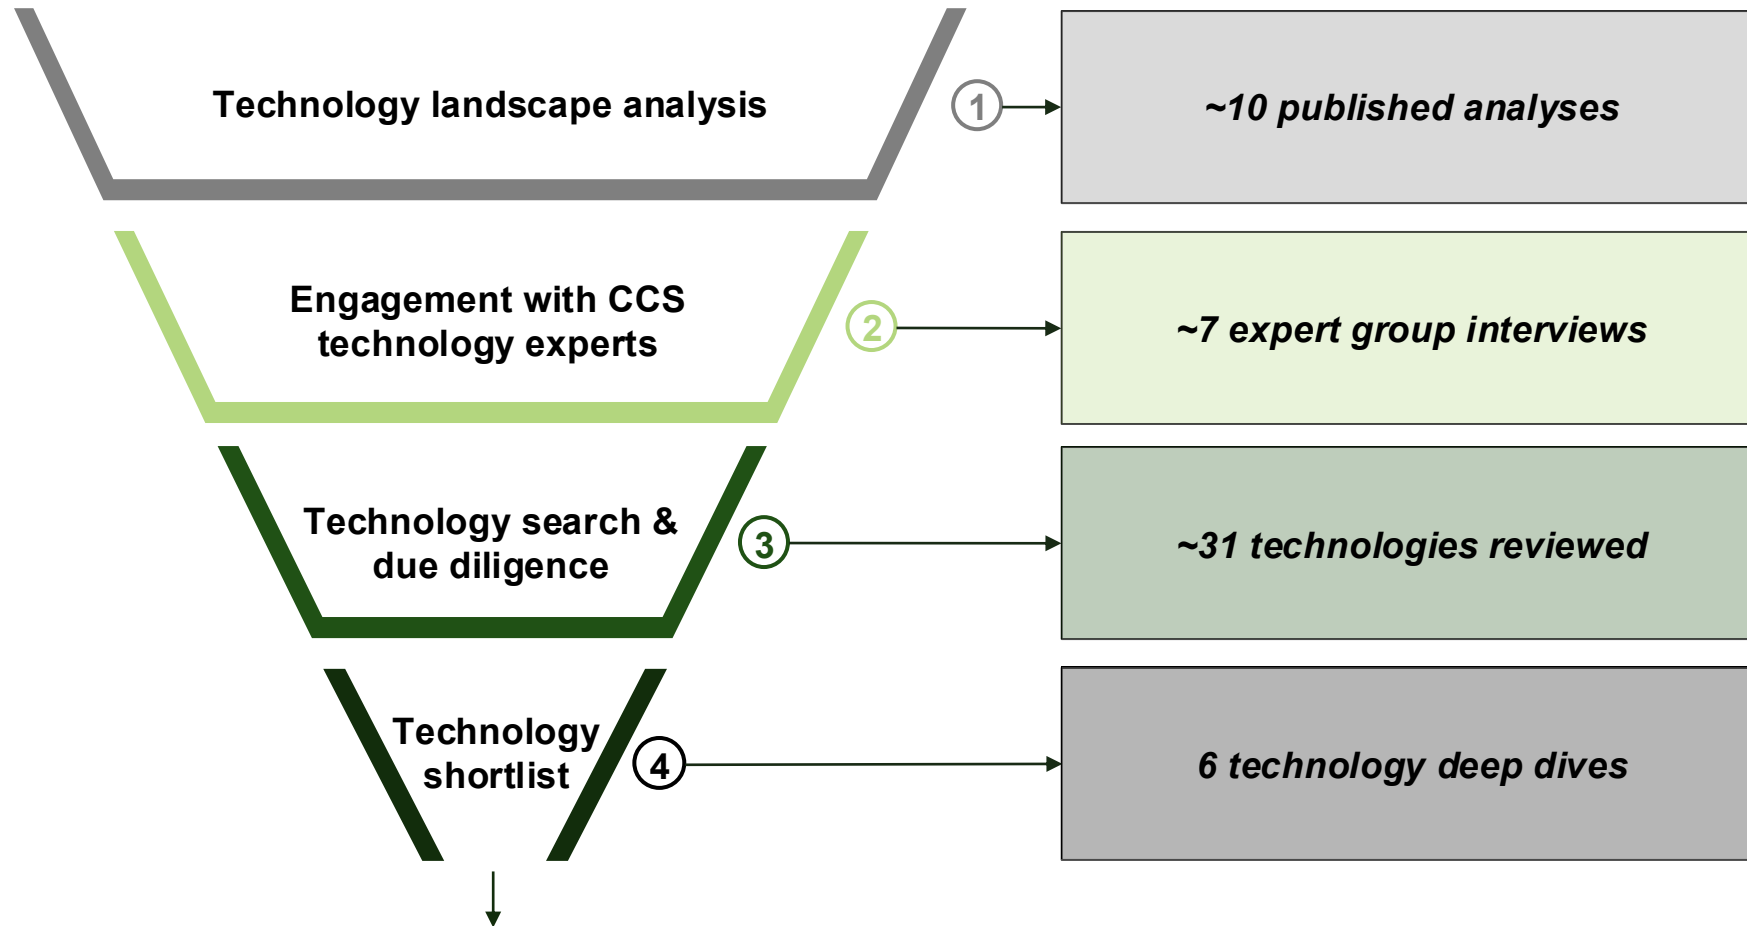 Technology landscape analysis
1
~10 published analyses
Engagement with CCS
technology experts
2
~7 expert group interviews
Technology search &
due diligence
3
~31 technologies reviewed
Technology
shortlist
4
6 technology deep dives